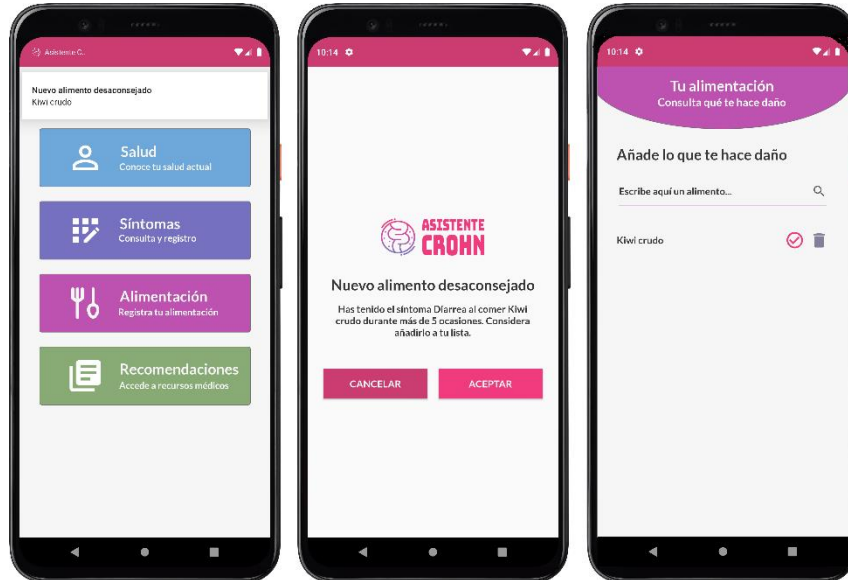 Asistente C..
Nuevo alimento desaconsejado
Kiwi crudo
Salud
Conoce tu salud actual
Síntomas
Consulta y registro
Alimentación
Registra tu alimentación
Recomendaciones
Accede a recursos médicos
10:14
ASISTENTE
CROHN
Nuevo alimento desaconsejado
Has tenido el síntoma Diarrea al comer Kiwi
crudo durante más de 5 ocasiones. Considera
añadirlo a tu lista.
CANCELAR ACEPTAR
10:14
Tu alimentación
Consulta qué te hace daño
Añade lo que te hace daño
Escribe aquí un alimento...
Kiwi crudo